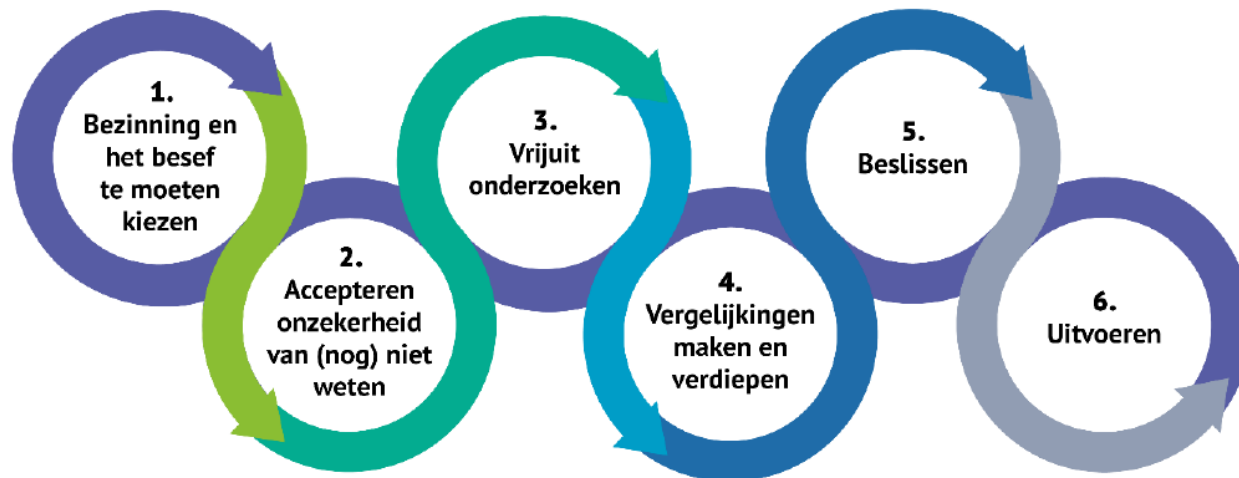 1.
Bezinning en
het besef
te moeten
kiezen
2.
Accepteren
onzekerheid
van (nog) niet
weten
3.
Vrijuit
onderzoeken
4.
Vergelijkingen
maken en
verdiepen
5.
Beslissen
6.
Uitvoeren